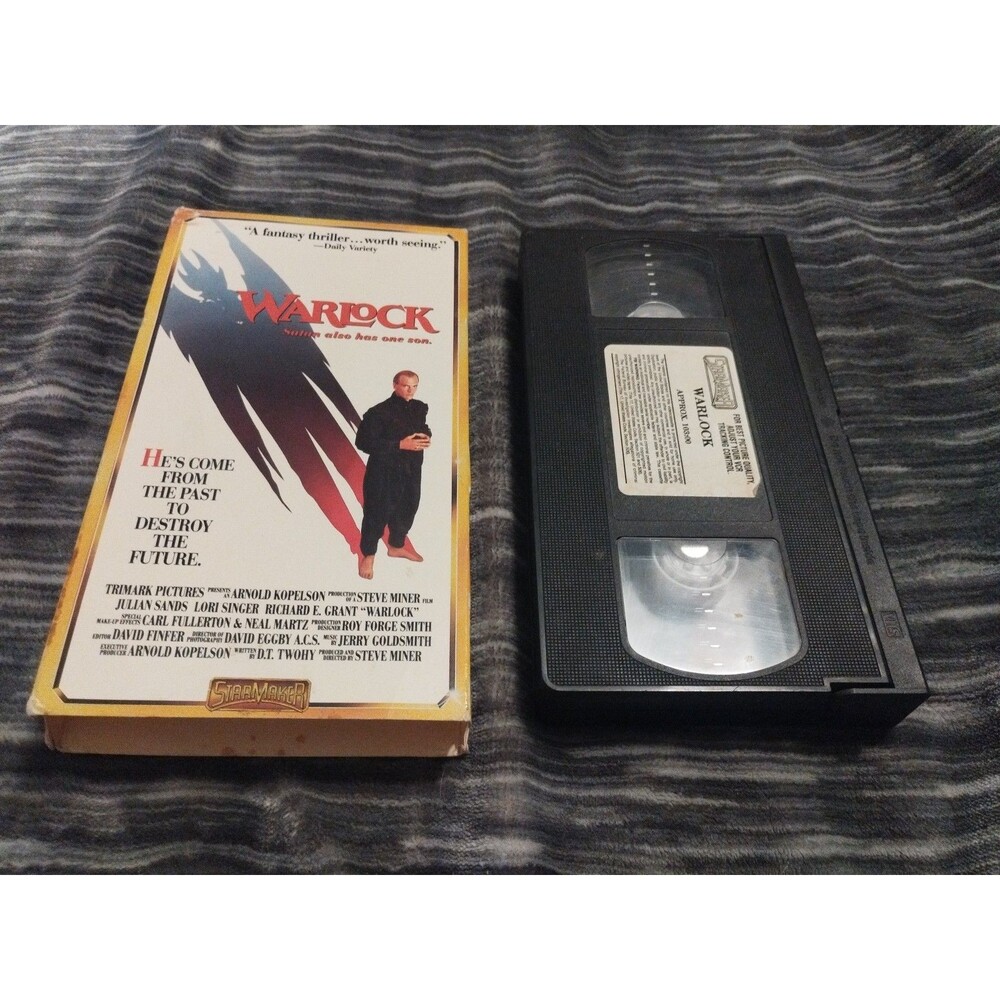 "A fantasy thriller...worth seeing."
—Daily Variety
WARLOCK
Satan also has one son.
HE'S COME
FROM
THE PAST
TO
DESTROY
THE
FUTURE.
TRIMARK PICTURES PRESENTS AN ARNOLD KOPELSON PRODUCTION OF A STEVE MINER FILM
JULIAN SANDS LORI SINGER RICHARD E. GRANT "WARLOCK"
SPECIAL MAKE-UP EFFECTS CARL FULLERTON & NEAL MARTZ PRODUCTION DESIGNER ROY FORGE SMITH
EDITOR DAVID FINFER DIRECTOR OF PHOTOGRAPHY DAVID EGGBY A.C.S. MUSIC BY JERRY GOLDSMITH
EXECUTIVE PRODUCER ARNOLD KOPELSON WRITTEN BY D.T. TWOHY PRODUCED AND DIRECTED BY STEVE MINER
STARMAKER
STARMAKER
FOR BEST PICTURE QUALITY,
ADJUST YOUR VCR
TRACKING CONTROL
WARLOCK
APPROX. 103:00